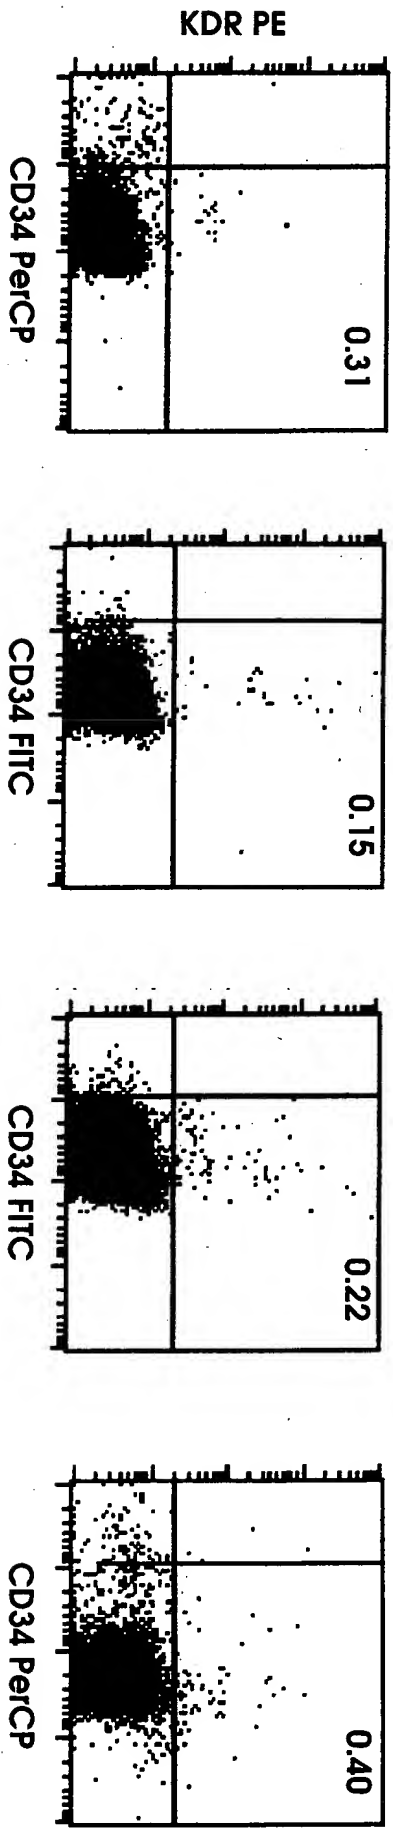 KDR PE
0.31
CD34 PerCP
0.15
CD34 FITC
0.22
CD34 FITC
0.40
CD34 PerCP